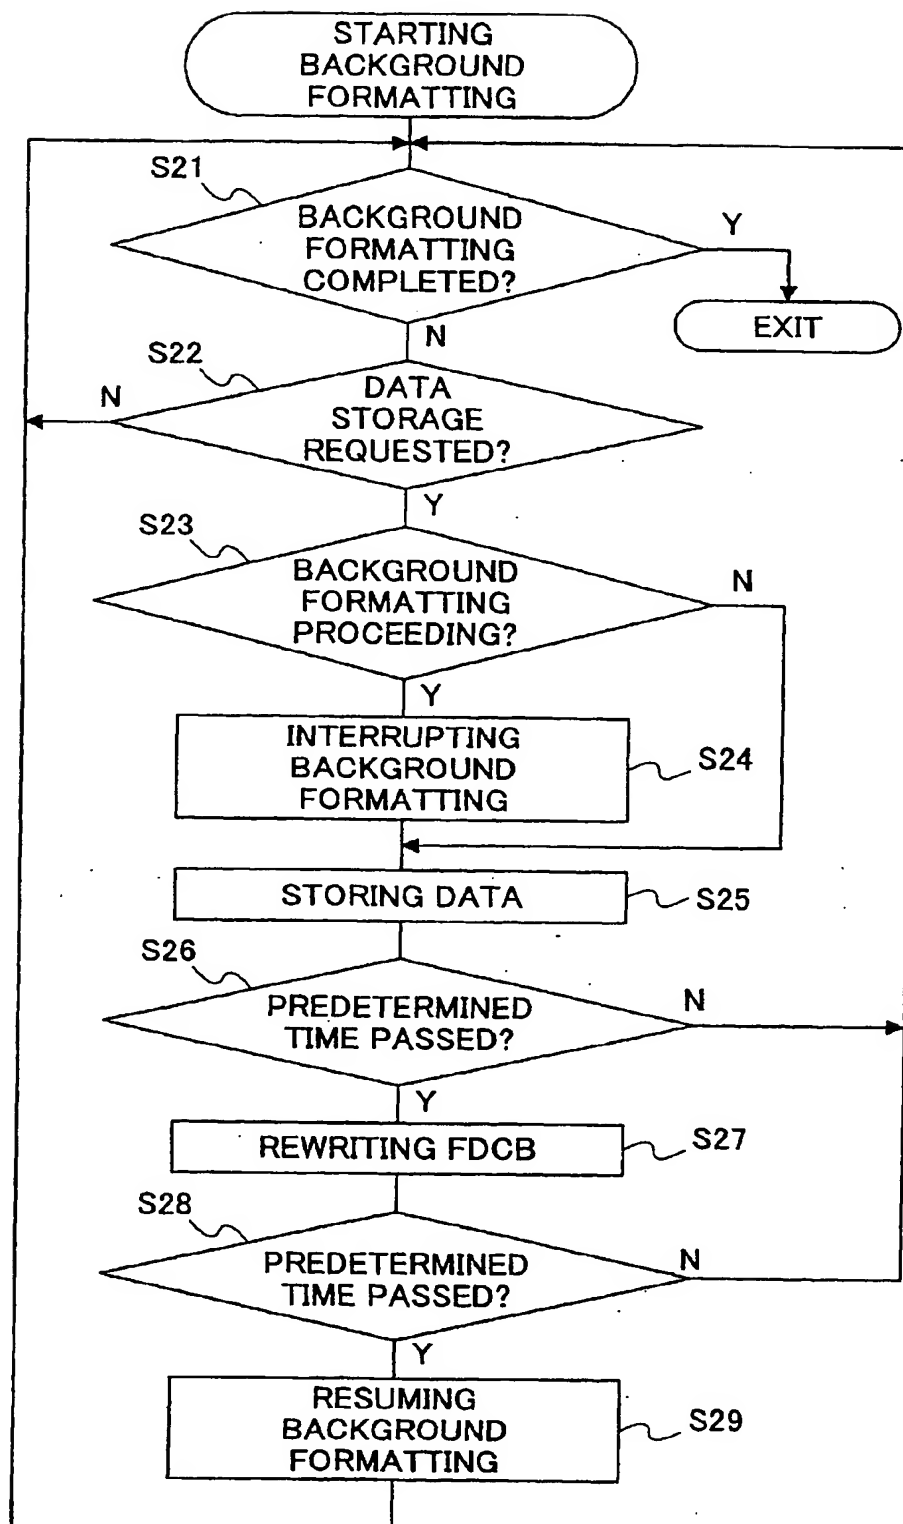 STARTING
BACKGROUND
FORMATTING
S21
BACKGROUND
FORMATTING
COMPLETED?
Y
EXIT
N
S22
DATA
STORAGE
REQUESTED?
N
Y
S23
BACKGROUND
FORMATTING
PROCEEDING?
N
Y
INTERRUPTING
BACKGROUND
FORMATTING
S24
STORING DATA
S25
S26
PREDETERMINED
TIME PASSED?
N
Y
REWRITING FDCB
S27
S28
PREDETERMINED
TIME PASSED?
N
Y
RESUMING
BACKGROUND
FORMATTING
S29